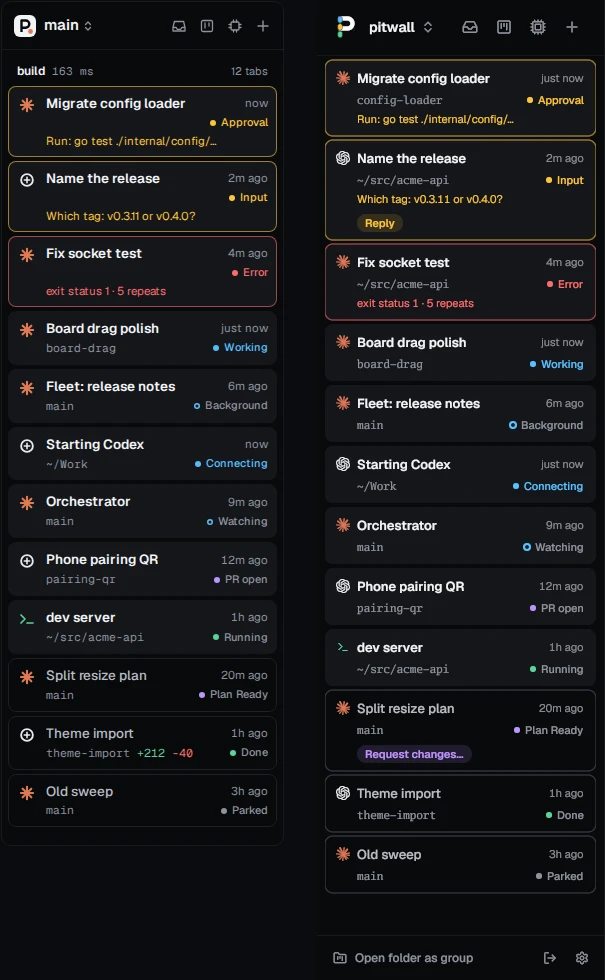 main
build 163 ms 12 tabs
Migrate config loader now
Approval
Run: go test ./internal/config/…
Name the release 2m ago
Input
Which tag: v0.3.11 or v0.4.0?
Fix socket test 4m ago
Error
exit status 1 · 5 repeats
Board drag polish just now
board-drag Working
Fleet: release notes 6m ago
main Background
Starting Codex now
~/Work Connecting
Orchestrator 9m ago
main Watching
Phone pairing QR 12m ago
pairing-qr PR open
dev server 1h ago
~/src/acme-api Running
Split resize plan 20m ago
main Plan Ready
Theme import 1h ago
theme-import +212 -40 Done
Old sweep 3h ago
main Parked
pitwall
Migrate config loader just now
config-loader Approval
Run: go test ./internal/config/…
Name the release 2m ago
~/src/acme-api Input
Which tag: v0.3.11 or v0.4.0?
Reply
Fix socket test 4m ago
~/src/acme-api Error
exit status 1 · 5 repeats
Board drag polish just now
board-drag Working
Fleet: release notes 6m ago
main Background
Starting Codex just now
~/Work Connecting
Orchestrator 9m ago
main Watching
Phone pairing QR 12m ago
pairing-qr PR open
dev server 1h ago
~/src/acme-api Running
Split resize plan 20m ago
main Plan Ready
Request changes…
Theme import 1h ago
theme-import Done
Old sweep 3h ago
main Parked
Open folder as group